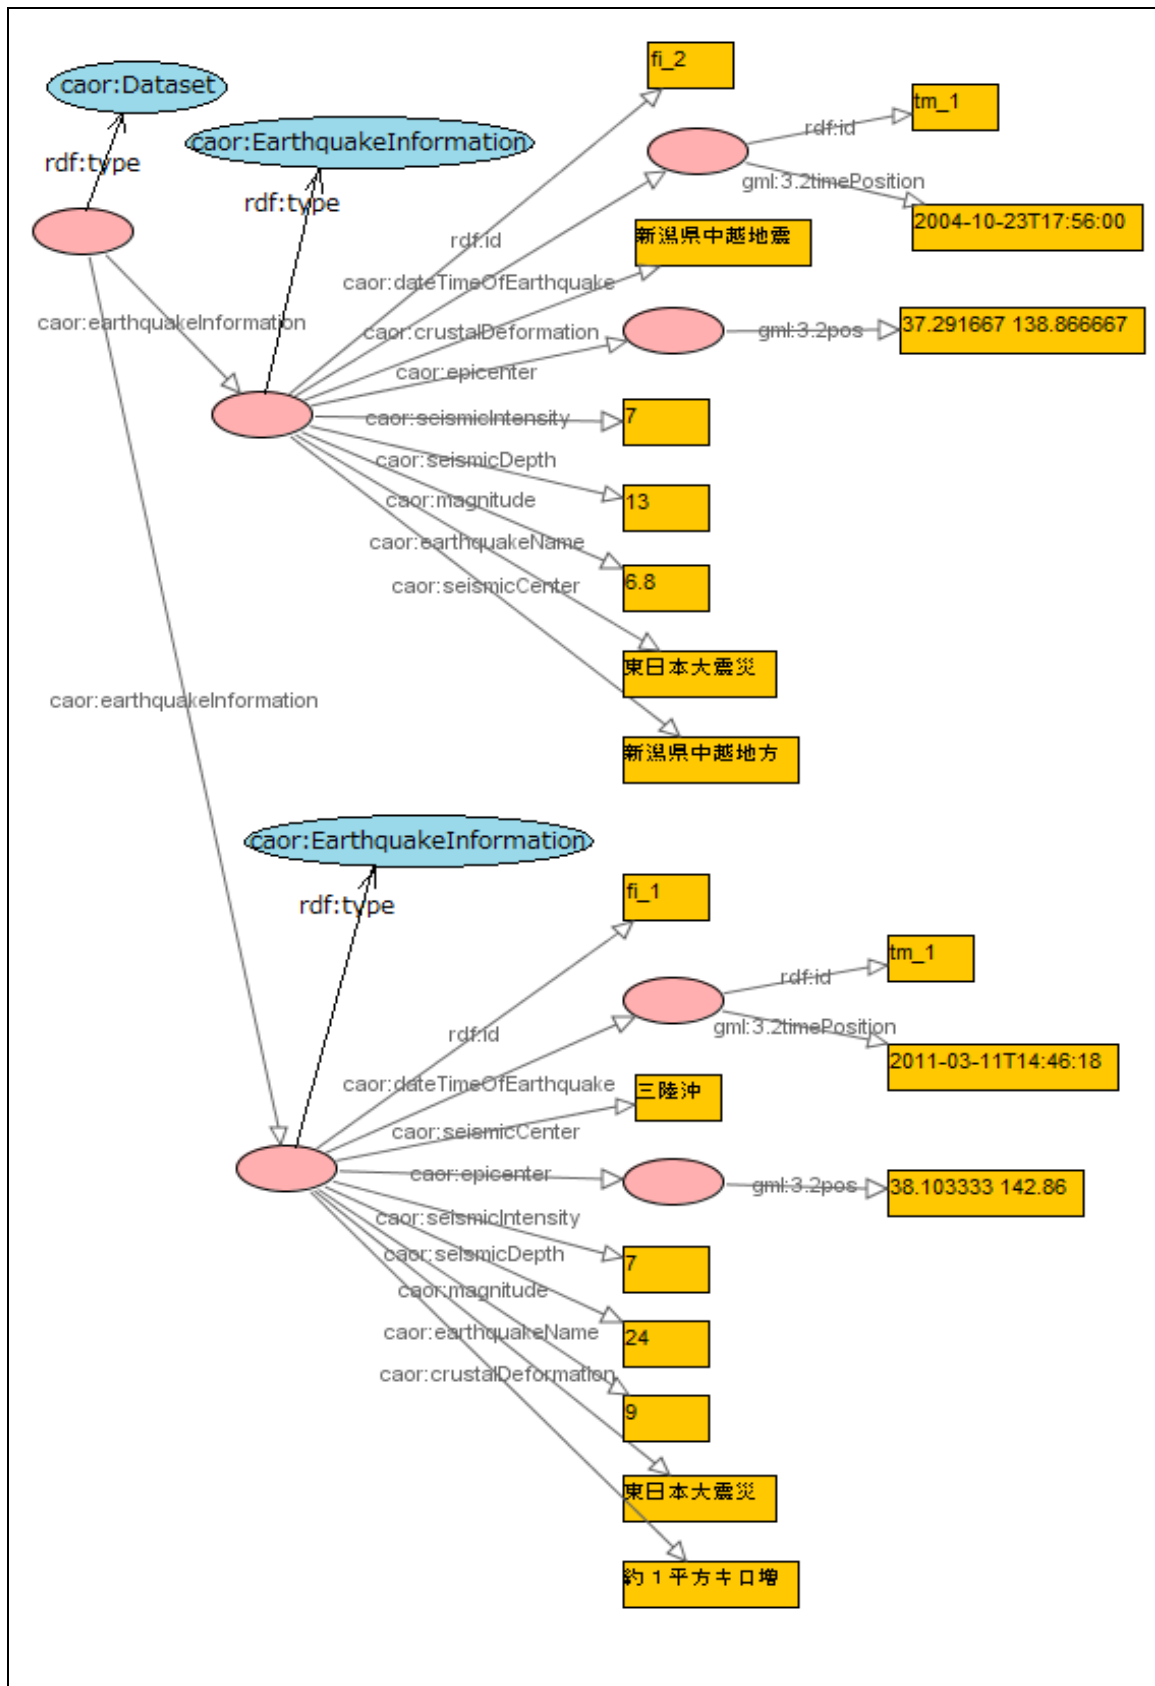 caor:Dataset
rdf:type
caor:EarthquakeInformation
rdf:type
caor:earthquakeInformation
fi_2
rdf:id
tm_1
rdf:id
gml:3.2timePosition
2004-10-23T17:56:00
caor:dateTimeOfEarthquake
新潟県中越地震
caor:crustalDeformation
caor:epicenter
gml:3.2pos
37.291667 138.866667
caor:seismicIntensity
7
caor:seismicDepth
13
caor:magnitude
6.8
caor:earthquakeName
東日本大震災
caor:seismicCenter
新潟県中越地方
caor:earthquakeInformation
caor:EarthquakeInformation
rdf:type
fi_1
rdf:id
tm_1
rdf:id
gml:3.2timePosition
2011-03-11T14:46:18
caor:dateTimeOfEarthquake
三陸沖
caor:seismicCenter
caor:epicenter
gml:3.2pos
38.103333 142.86
caor:seismicIntensity
7
caor:seismicDepth
24
caor:magnitude
9
caor:earthquakeName
東日本大震災
caor:crustalDeformation
約１平方キロ増